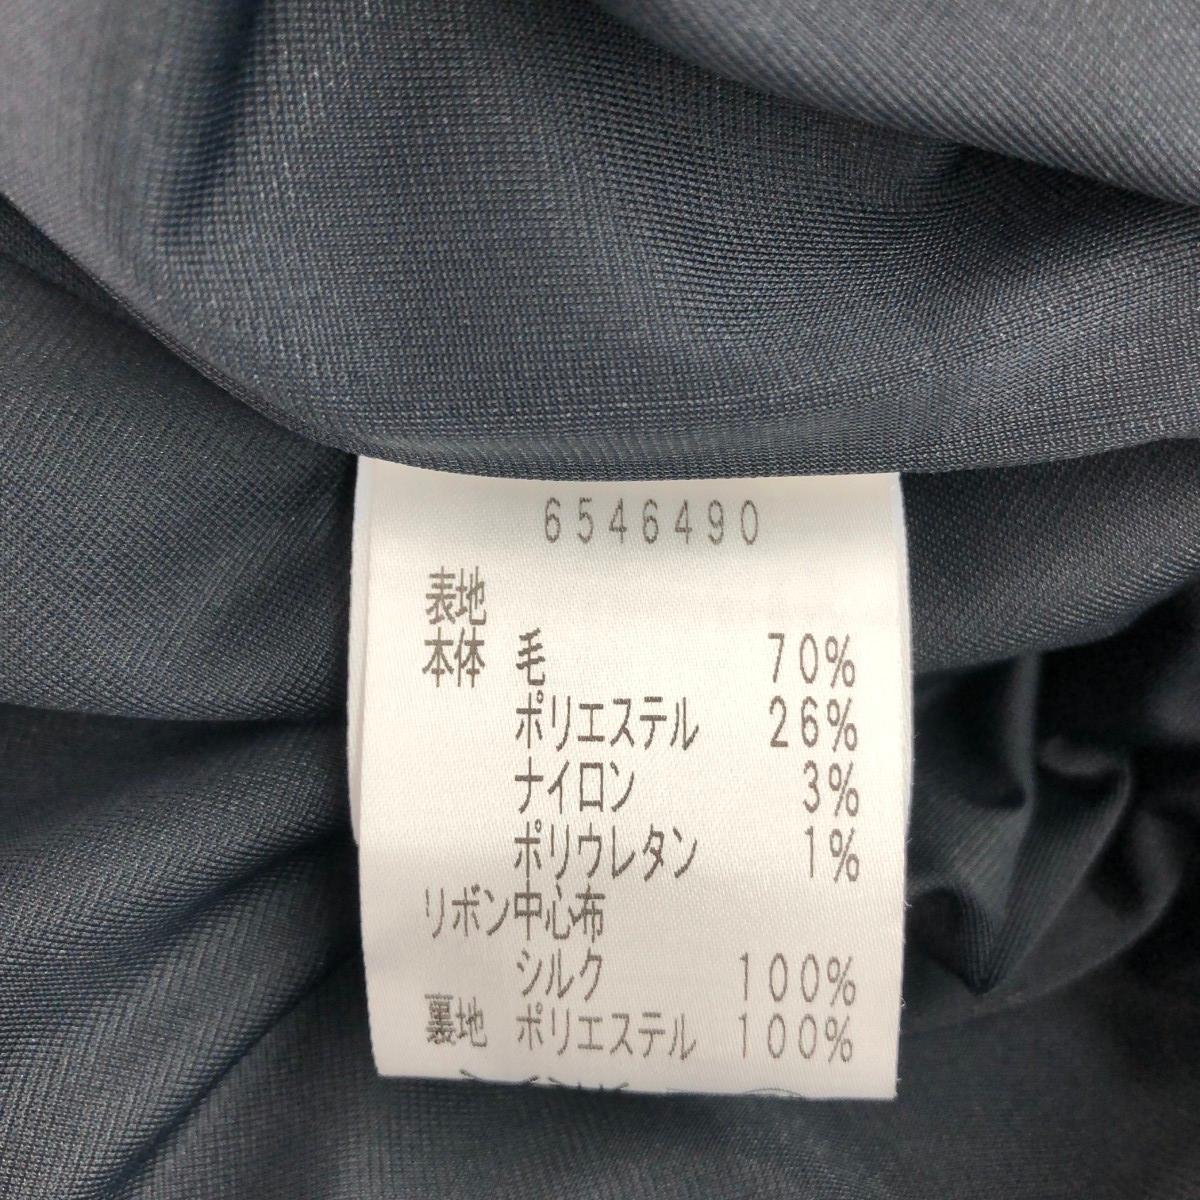 6546490
表地
本体 毛 70%
ポリエステル 26%
ナイロン 3%
ポリウレタン 1%
リボン中心布
シルク 100%
裏地 ポリエステル 100%